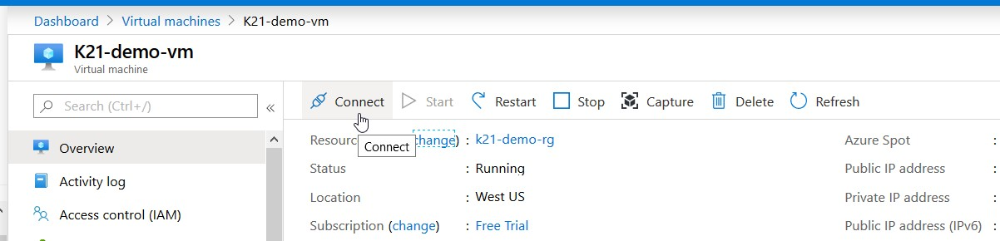 Dashboard > Virtual machines > K21-demo-vm
K21-demo-vm
Virtual machine
Search (Ctrl+/)
«
Connect Start Restart Stop Capture Delete Refresh
Overview
Activity log
Access control (IAM)
change) : k21-demo-rg
Connect
Status : Running
Location : West US
Subscription (change) : Free Trial
Azure Spot :
Public IP address :
Private IP address :
Public IP address (IPv6) :